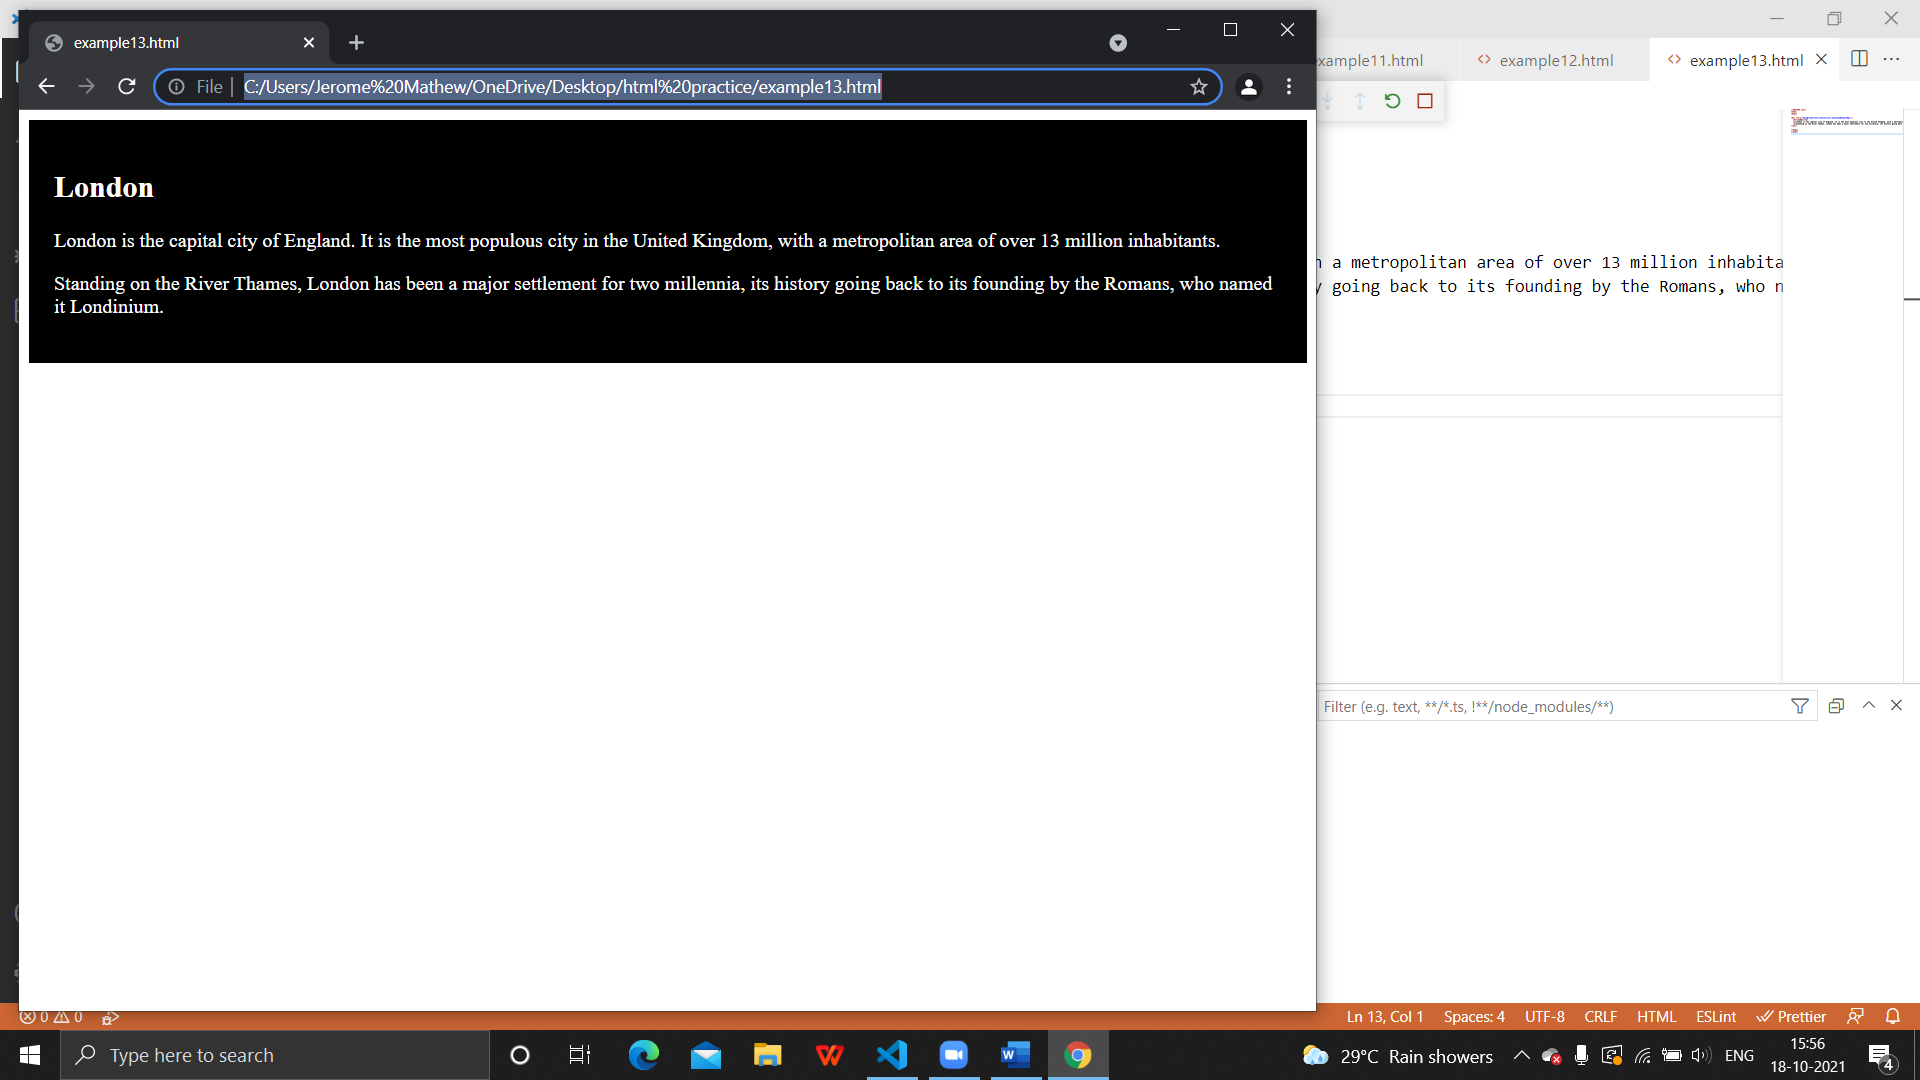 example13.html
File
C:/Users/Jerome%20Mathew/OneDrive/Desktop/html%20practice/example13.html
London
London is the capital city of England. It is the most populous city in the United Kingdom, with a metropolitan area of over 13 million inhabitants.
Standing on the River Thames, London has been a major settlement for two millennia, its history going back to its founding by the Romans, who named
it Londinium.
example11.html
example12.html
example13.html
a metropolitan area of over 13 million inhabita
going back to its founding by the Romans, who n
Filter (e.g. text, **/*.ts, !**/node_modules/**)
0 0
Ln 13, Col 1 Spaces: 4 UTF-8 CRLF HTML ESLint Prettier
Type here to search
29°C Rain showers
ENG
15:56
18-10-2021
4